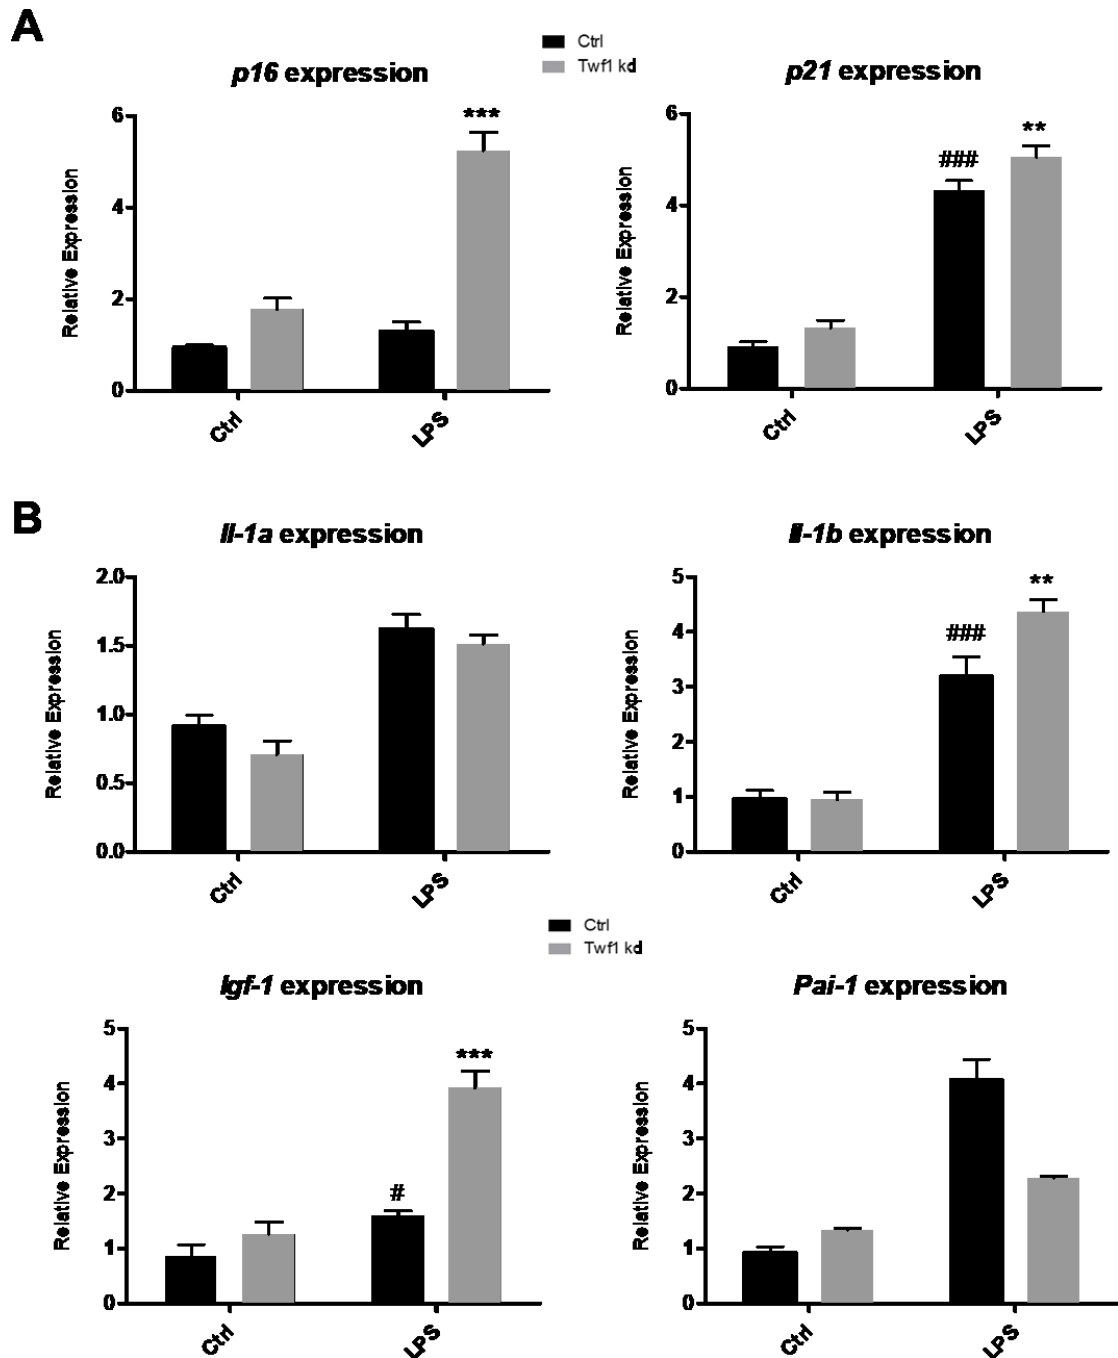 A
Ctrl
Twf1 kd
p16 expression
p21 expression
Relative Expression
6
4
2
0
***
Ctrl
LPS
Relative Expression
6
4
2
0
###
**
Ctrl
LPS
B
Il-1a expression
Il-1b expression
Relative Expression
2.0
1.5
1.0
0.5
0.0
Ctrl
LPS
Relative Expression
5
4
3
2
1
0
###
**
Ctrl
LPS
Ctrl
Twf1 kd
Igf-1 expression
Pai-1 expression
Relative Expression
5
4
3
2
1
0
#
***
Ctrl
LPS
Relative Expression
5
4
3
2
1
0
Ctrl
LPS